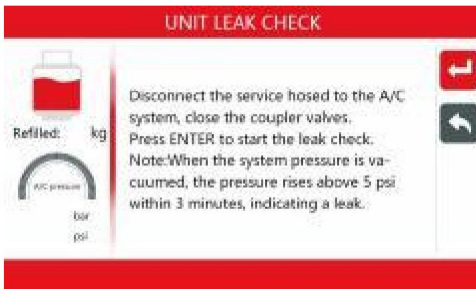 UNIT LEAK CHECK
Disconnect the service hosed to the A/C
system, close the coupler valves.
Press ENTER to start the leak check.
Note:When the system pressure is va-
cuumed, the pressure rises above 5 psi
within 3 minutes, indicating a leak.
Refilled: kg
A/C pressure
bar
psi